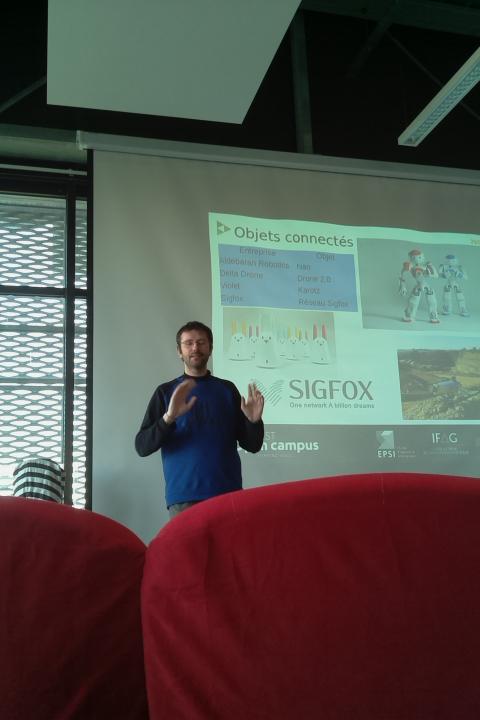 Objets connectés
Entreprise Objet
Aldebaran Robotics Nao
Delta Drone Drone 2.0
Violet Karotz
Sigfox Réseau Sigfox
SIGFOX
One network A billion dreams
campus
EPSI
IFAG